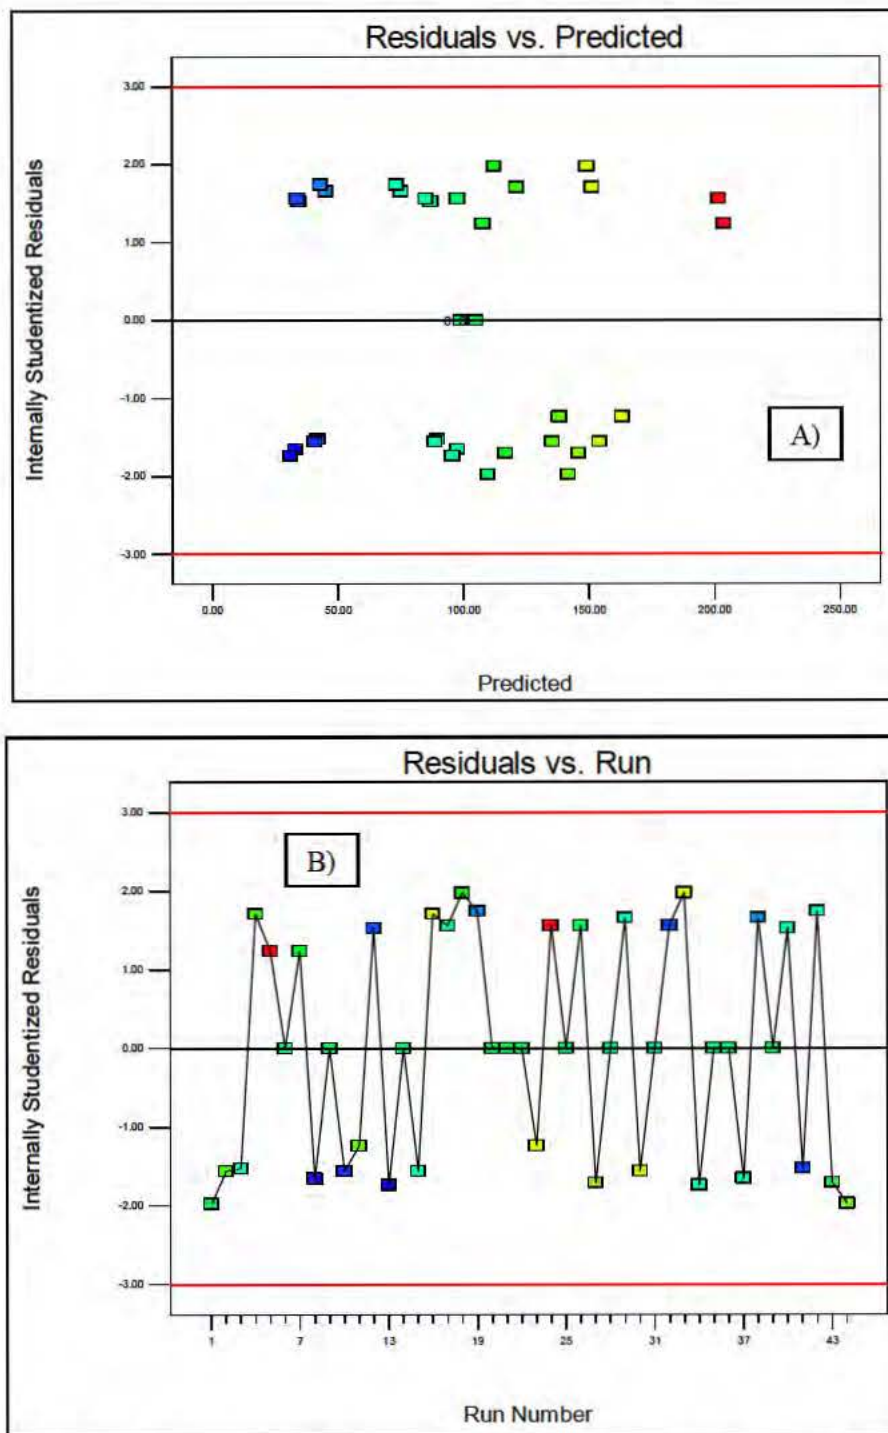 Residuals vs. Predicted
Internally Studentized Residuals
3.00
2.00
1.00
0.00
-1.00
-2.00
-3.00
A)
0.00 50.00 100.00 150.00 200.00 250.00
Predicted
Residuals vs. Run
Internally Studentized Residuals
3.00
2.00
1.00
0.00
-1.00
-2.00
-3.00
B)
1 7 13 19 25 31 37 43
Run Number